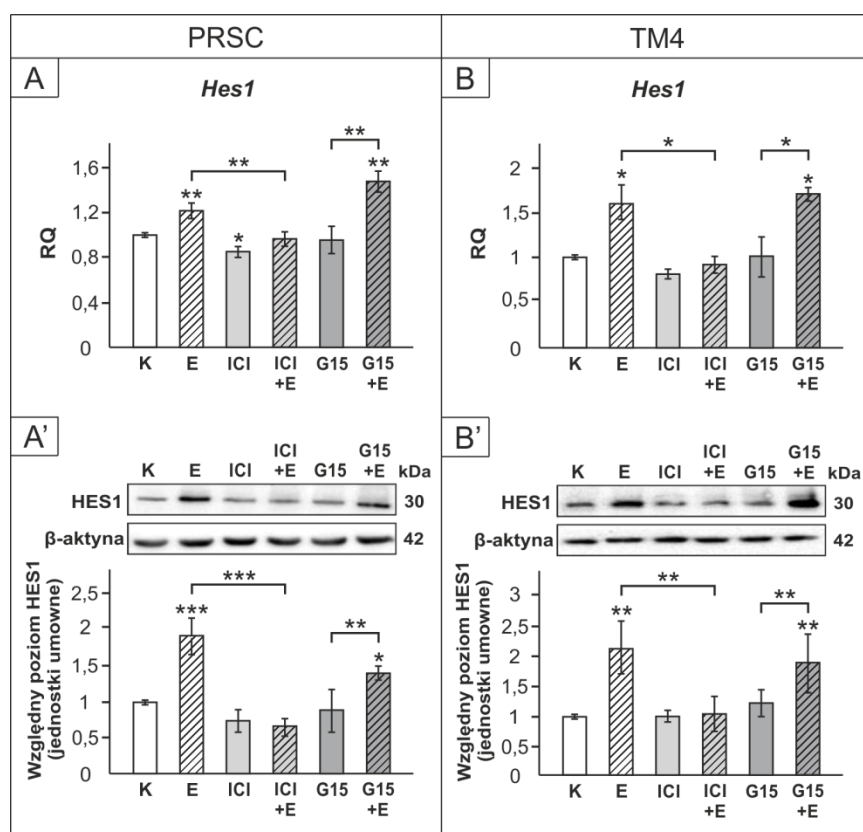 PRSC
TM4
A
Hes1
**
**
**
**
*
RQ
1,6
1,2
0,8
0,4
0
K E ICI ICI +E G15 G15 +E
B
Hes1
*
*
*
*
RQ
2
1,5
1
0,5
0
K E ICI ICI +E G15 G15 +E
A'
K E ICI ICI +E G15 G15 +E kDa
HES1 30
β-aktyna 42
Względny poziom HES1
(jednostki umowne)
2,5
2
1,5
1
0,5
0
***
***
**
*
K E ICI ICI +E G15 G15 +E
B'
K E ICI ICI +E G15 G15 +E kDa
HES1 30
β-aktyna 42
Względny poziom HES1
(jednostki umowne)
3
2,5
2
1,5
1
0,5
0
**
**
**
**
K E ICI ICI +E G15 G15 +E